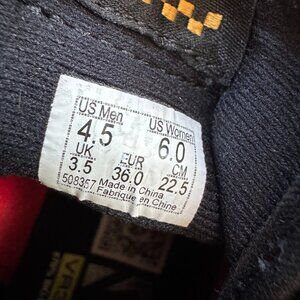 US Men US Women
4.5 6.0
UK EUR CM
3.5 36.0 22.5
508357 Made in China
Fabrique en Chine